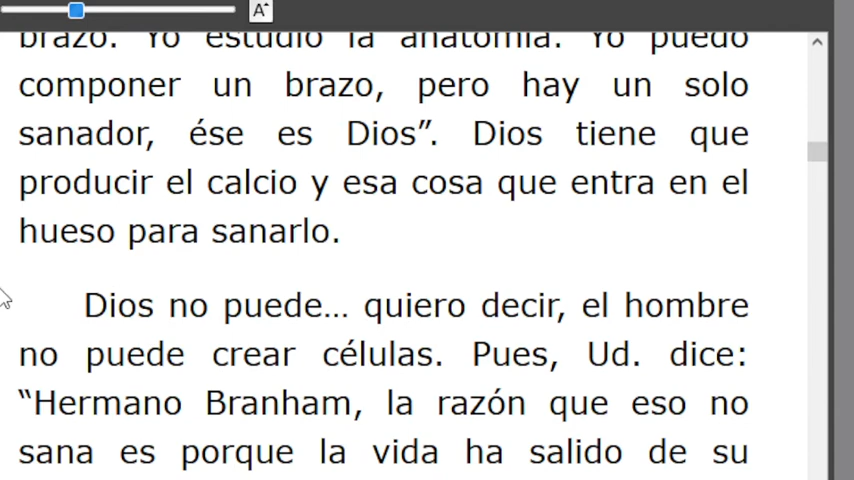 A
brazo. Yo estudio la anatomía. Yo puedo
componer un brazo, pero hay un solo
sanador, ése es Dios”. Dios tiene que
producir el calcio y esa cosa que entra en el
hueso para sanarlo.
Dios no puede... quiero decir, el hombre
no puede crear células. Pues, Ud. dice:
“Hermano Branham, la razón que eso no
sana es porque la vida ha salido de su